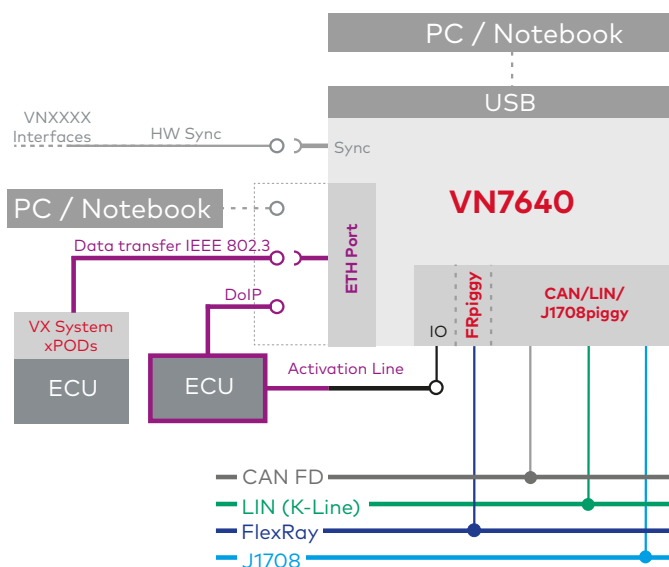 PC / Notebook
USB
VNXXXX
Interfaces
HW Sync
Sync
VN7640
PC / Notebook
Data transfer IEEE 802.3
ETH Port
DoIP
VX System
xPODs
ECU
ECU
Activation Line
IO
FRpiggy
CAN/LIN/
J1708piggy
CAN FD
LIN (K-Line)
FlexRay
J1708